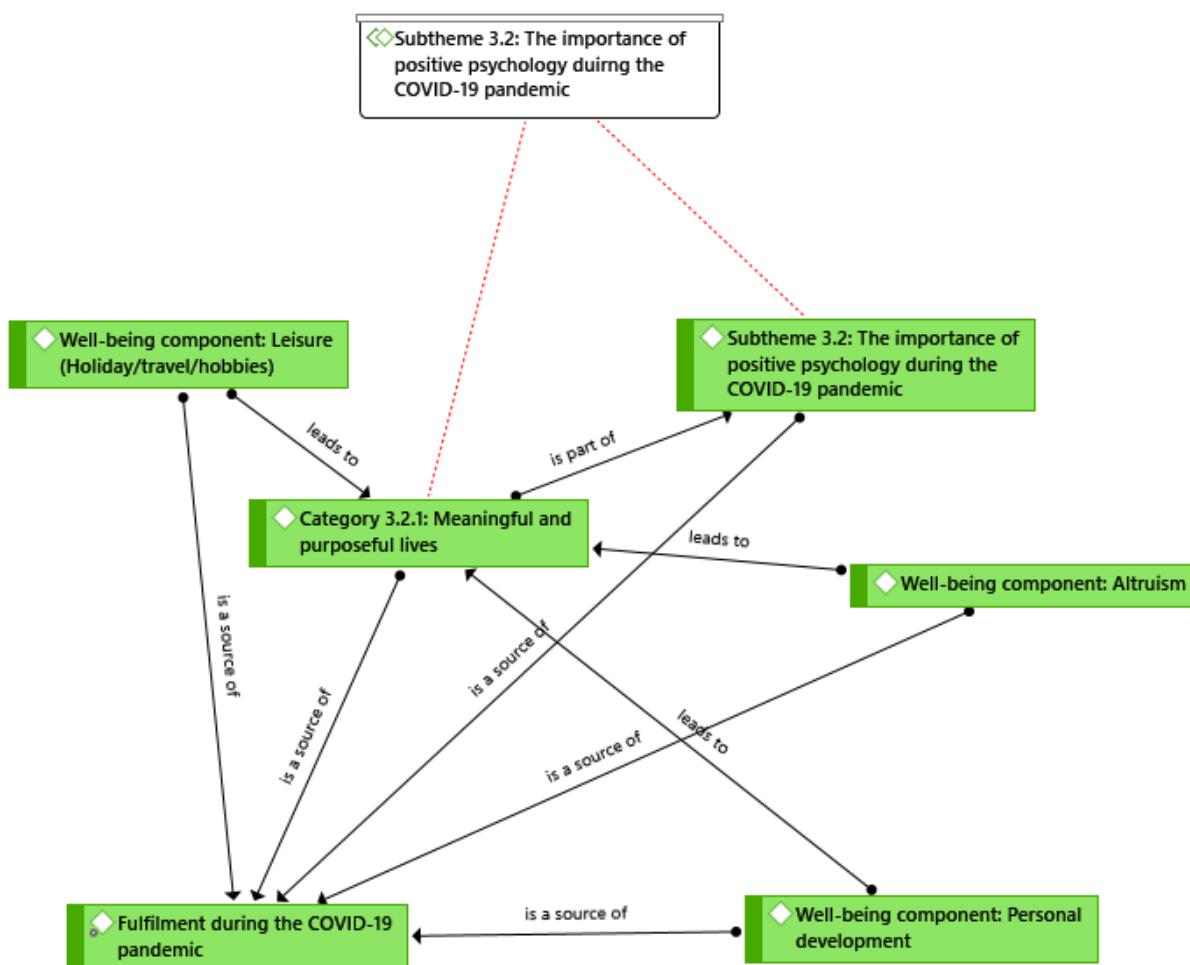 Subtheme 3.2: The importance of
positive psychology duirng the
COVID-19 pandemic
Well-being component: Leisure
(Holiday/travel/hobbies)
Subtheme 3.2: The importance of
positive psychology during the
COVID-19 pandemic
leads to
is part of
Category 3.2.1: Meaningful and
purposeful lives
leads to
Well-being component: Altruism
is a source of
is a source of
is a source of
leads to
is a source of
Fulfilment during the COVID-19
pandemic
is a source of
Well-being component: Personal
development